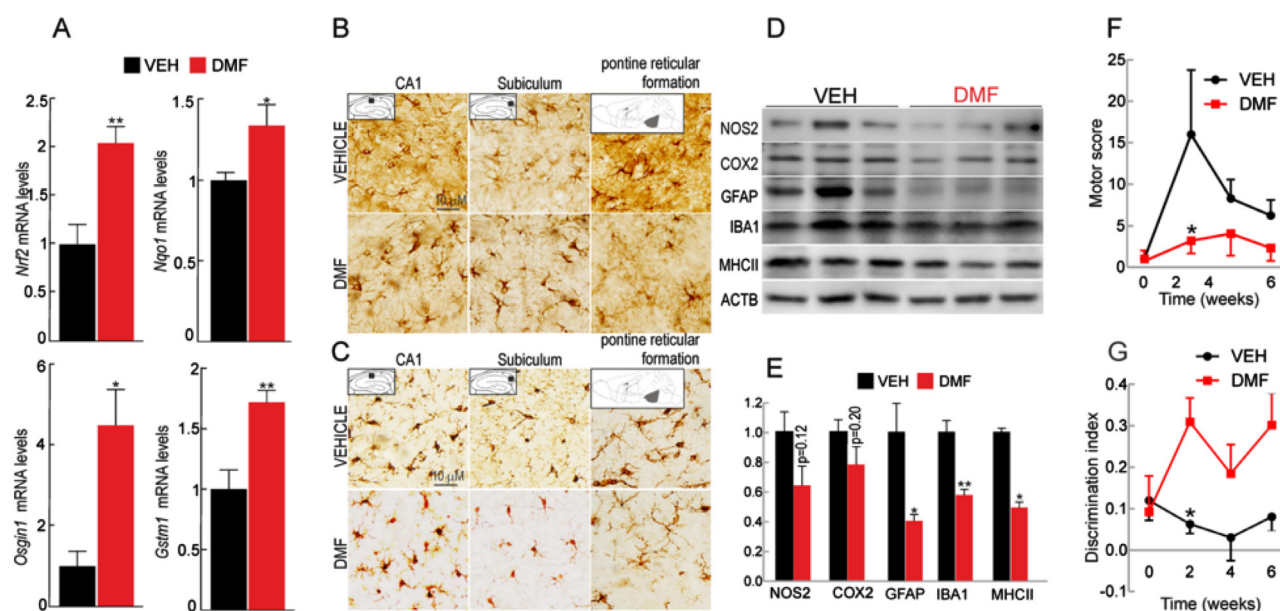 A
VEH DMF
2.5
2
1.5
1
0.5
0
Nrf2 mRNA levels
**
1.5
1
0.5
0
Nqo1 mRNA levels
*
6
4
2
0
Osgin1 mRNA levels
*
2
1.5
1
0.5
0
Gstm1 mRNA levels
**
B
CA1 Subiculum pontine reticular
formation
VEHICLE
10 μM
DMF
C
CA1 Subiculum pontine reticular
formation
VEHICLE
10 μM
DMF
D
VEH DMF
NOS2
COX2
GFAP
IBA1
MHCII
ACTB
E
VEH DMF
1.2
1.0
0.8
0.6
0.4
0.2
0.0
p=0.12
p=0.20
*
**
*
NOS2 COX2 GFAP IBA1 MHCII
F
VEH
DMF
25
20
15
10
5
0
Motor score
*
0 2 4 6
Time (weeks)
G
VEH
DMF
0.4
0.3
0.2
0.1
0.0
-0.1
Discrimination index
*
0 2 4 6
Time (weeks)